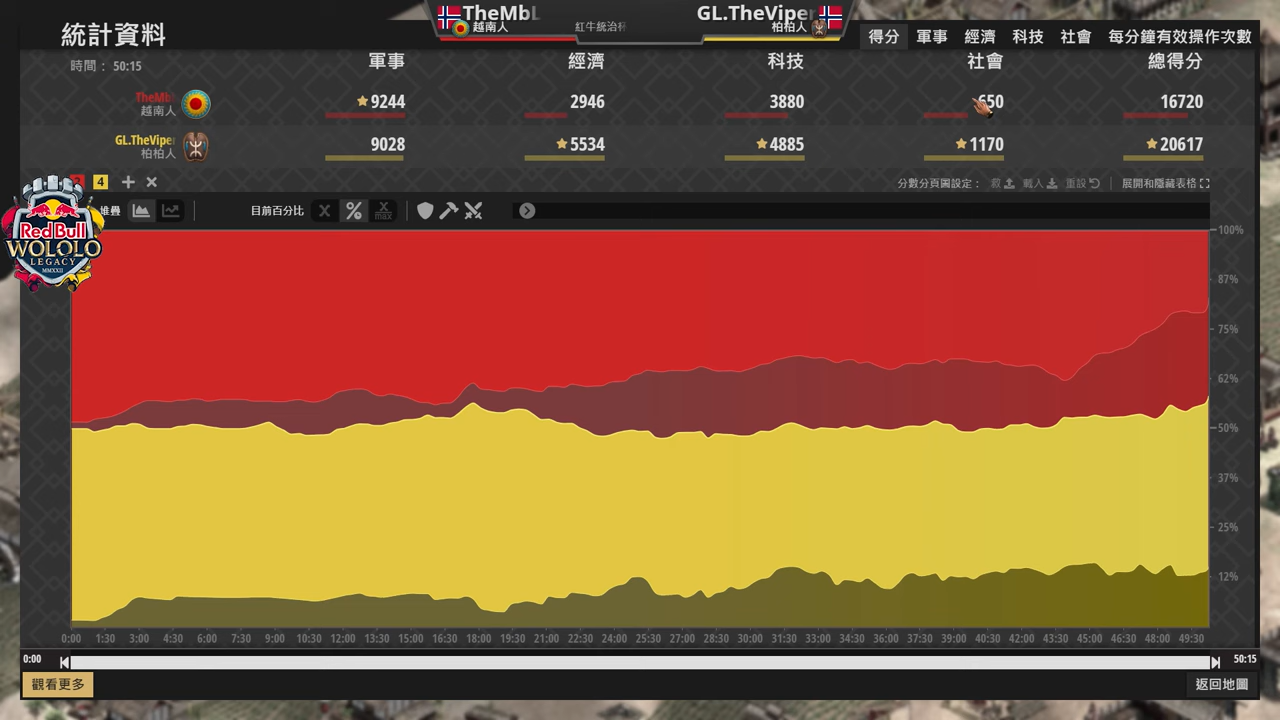 TheMbL
GL.TheViper
越南人
紅牛統治杯
柏柏人
統計資料
得分 軍事 經濟 科技 社會 每分鐘有效操作次數
時間： 50:15
軍事 經濟 科技 社會 總得分
TheMb
越南人
9244 2946 3880 650 16720
GL.TheViper
柏柏人
9028 5534 4885 1170 20617
4
分數分頁圖設定： 載入 重設 展開和隱藏表格
堆疊
目前百分比
X % X max
Red Bull
WOLOLO
LEGACY
MMXXII
100%
87%
75%
62%
50%
37%
25%
12%
0:00 1:30 3:00 4:30 6:00 7:30 9:00 10:30 12:00 13:30 15:00 16:30 18:00 19:30 21:00 22:30 24:00 25:30 27:00 28:30 30:00 31:30 33:00 34:30 36:00 37:30 39:00 40:30 42:00 43:30 45:00 46:30 48:00 49:30
0:00
50:15
觀看更多
返回地圖